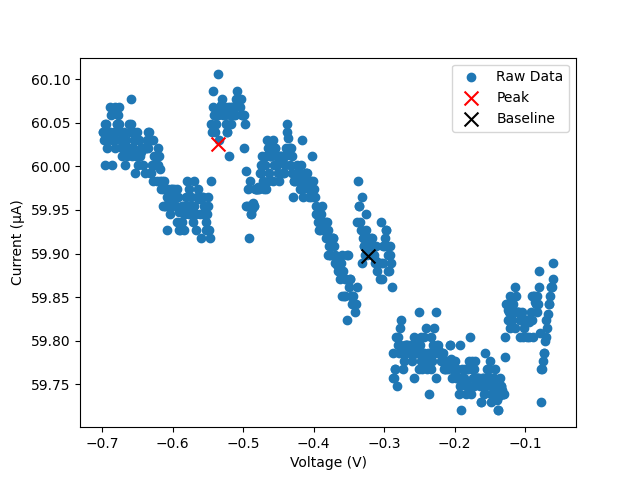 60.10
60.05
60.00
59.95
59.90
59.85
59.80
59.75
−0.7 −0.6 −0.5 −0.4 −0.3 −0.2 −0.1
Voltage (V)
Current (μA)
Raw Data
Peak
Baseline